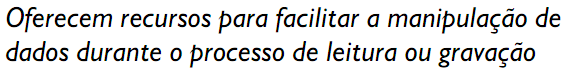 Oferecem recursos para facilitar a manipulação de
dados durante o processo de leitura ou gravação